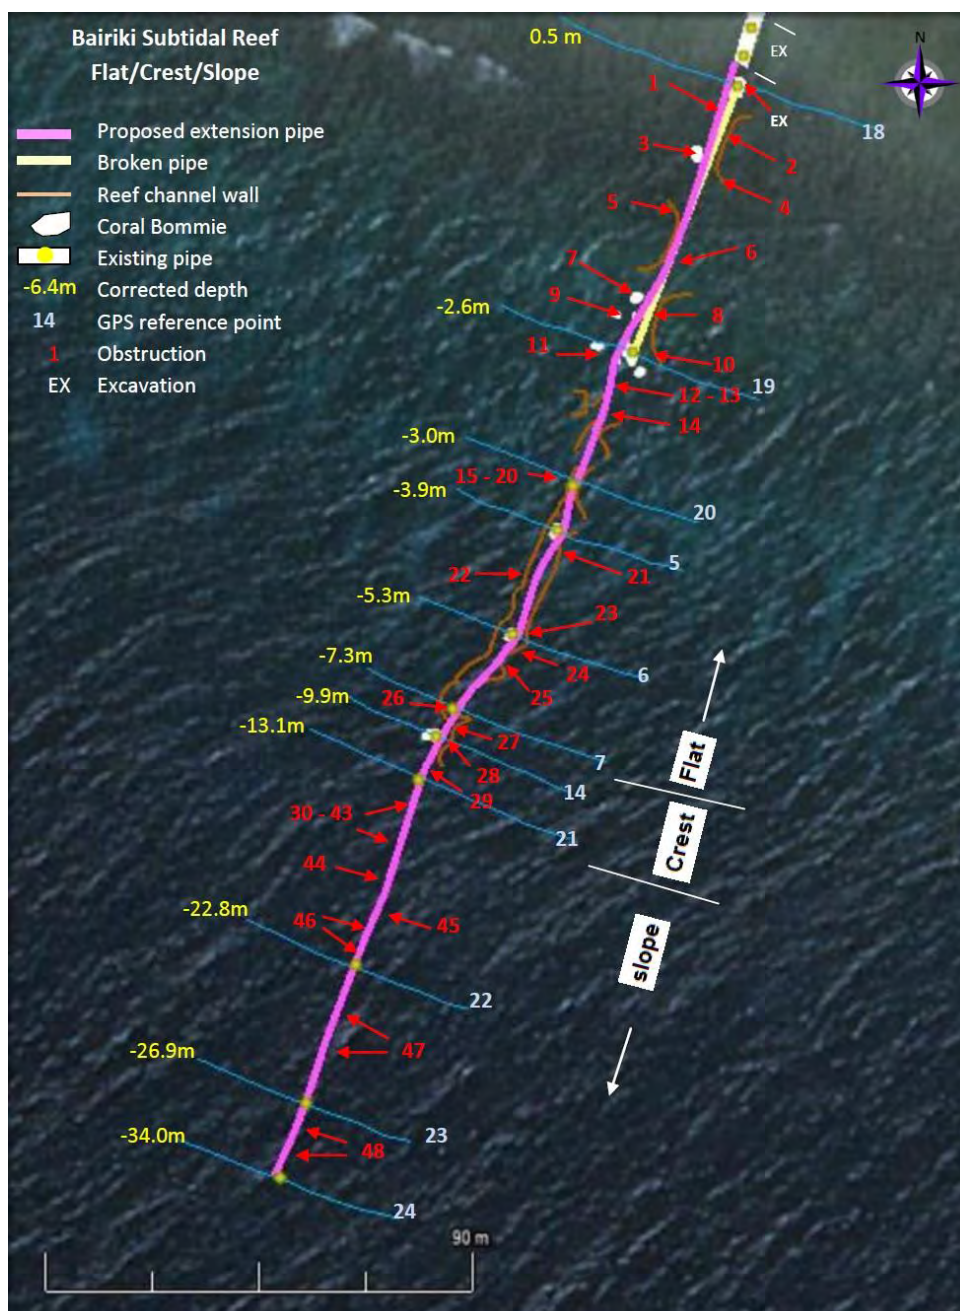 Bairiki Subtidal Reef
Flat/Crest/Slope
Proposed extension pipe
Broken pipe
Reef channel wall
Coral Bommie
Existing pipe
-6.4m Corrected depth
14 GPS reference point
1 Obstruction
EX Excavation
N
0.5 m
EX
1
EX
18
3
2
4
5
6
7
9
-2.6m
8
11
10
19
12 - 13
14
-3.0m
15 - 20
-3.9m
20
5
22
21
-5.3m
23
-7.3m
24
6
25
-9.9m
26
-13.1m
27
7
28
14
29
21
30 - 43
Flat
Crest
44
-22.8m
46
45
slope
22
47
-26.9m
23
-34.0m
48
24
90 m